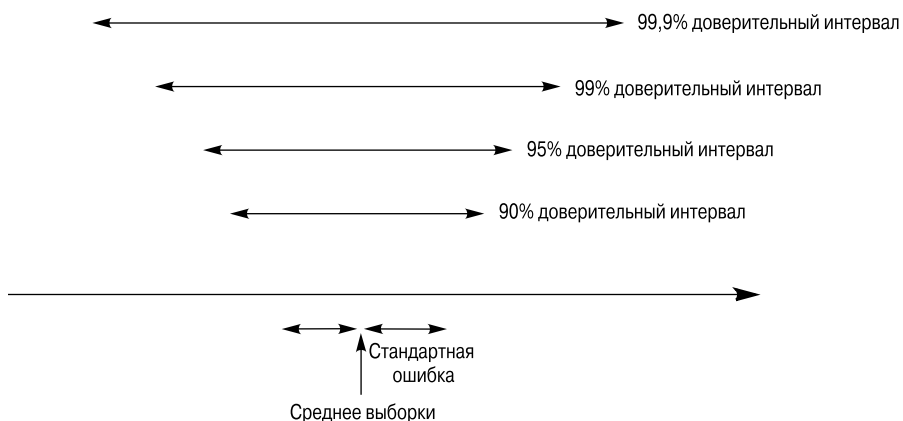 99,9% доверительный интервал
99% доверительный интервал
95% доверительный интервал
90% доверительный интервал
Стандартная
ошибка
Среднее выборки